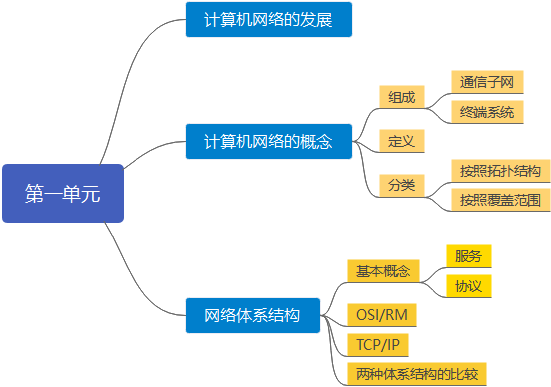 第一单元
计算机网络的发展
计算机网络的概念
组成
通信子网
终端系统
定义
分类
按照拓扑结构
按照覆盖范围
网络体系结构
基本概念
服务
协议
OSI/RM
TCP/IP
两种体系结构的比较